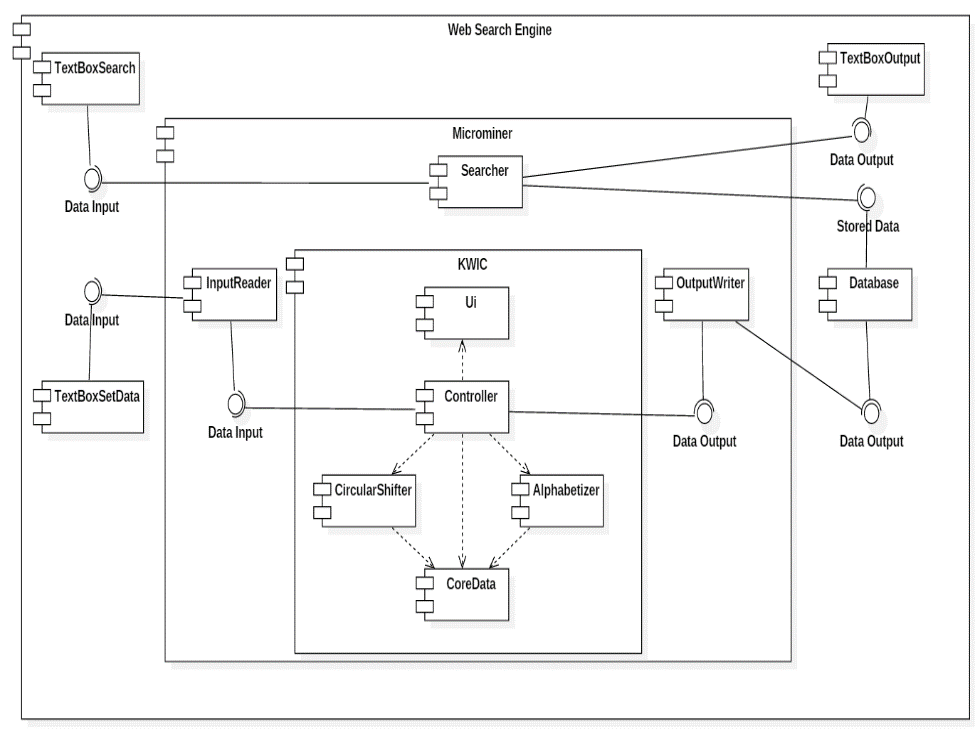 Web Search Engine
TextBoxSearch
TextBoxOutput
Microminer
Searcher
Data Output
Data Input
Stored Data
KWIC
InputReader
Ui
OutputWriter
Database
Data Input
TextBoxSetData
Controller
Data Input
Data Output
Data Output
CircularShifter
Alphabetizer
CoreData